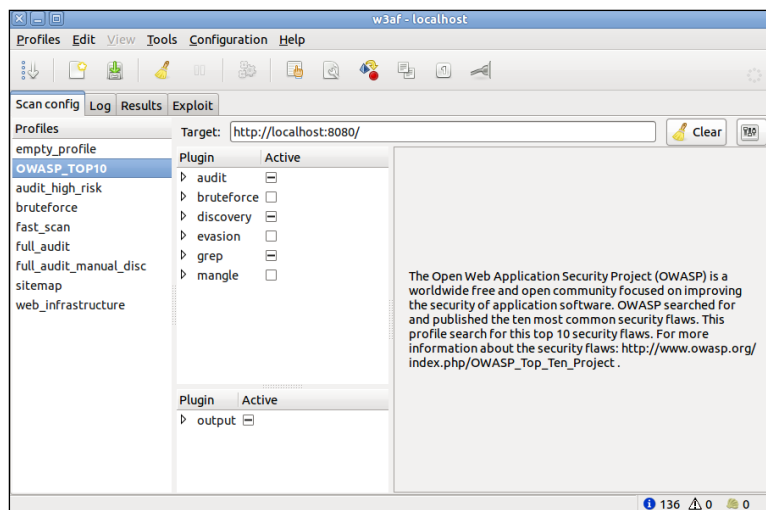 w3af - localhost
Profiles Edit View Tools Configuration Help
Scan config Log Results Exploit
Profiles
empty_profile
OWASP_TOP10
audit_high_risk
bruteforce
fast_scan
full_audit
full_audit_manual_disc
sitemap
web_infrastructure
Target: http://localhost:8080/ Clear
Plugin Active
audit
bruteforce
discovery
evasion
grep
mangle
Plugin Active
output
The Open Web Application Security Project (OWASP) is a
worldwide free and open community focused on improving
the security of application software. OWASP searched for
and published the ten most common security flaws. This
profile search for this top 10 security flaws. For more
information about the security flaws: http://www.owasp.org/
index.php/OWASP_Top_Ten_Project .
136 0 0